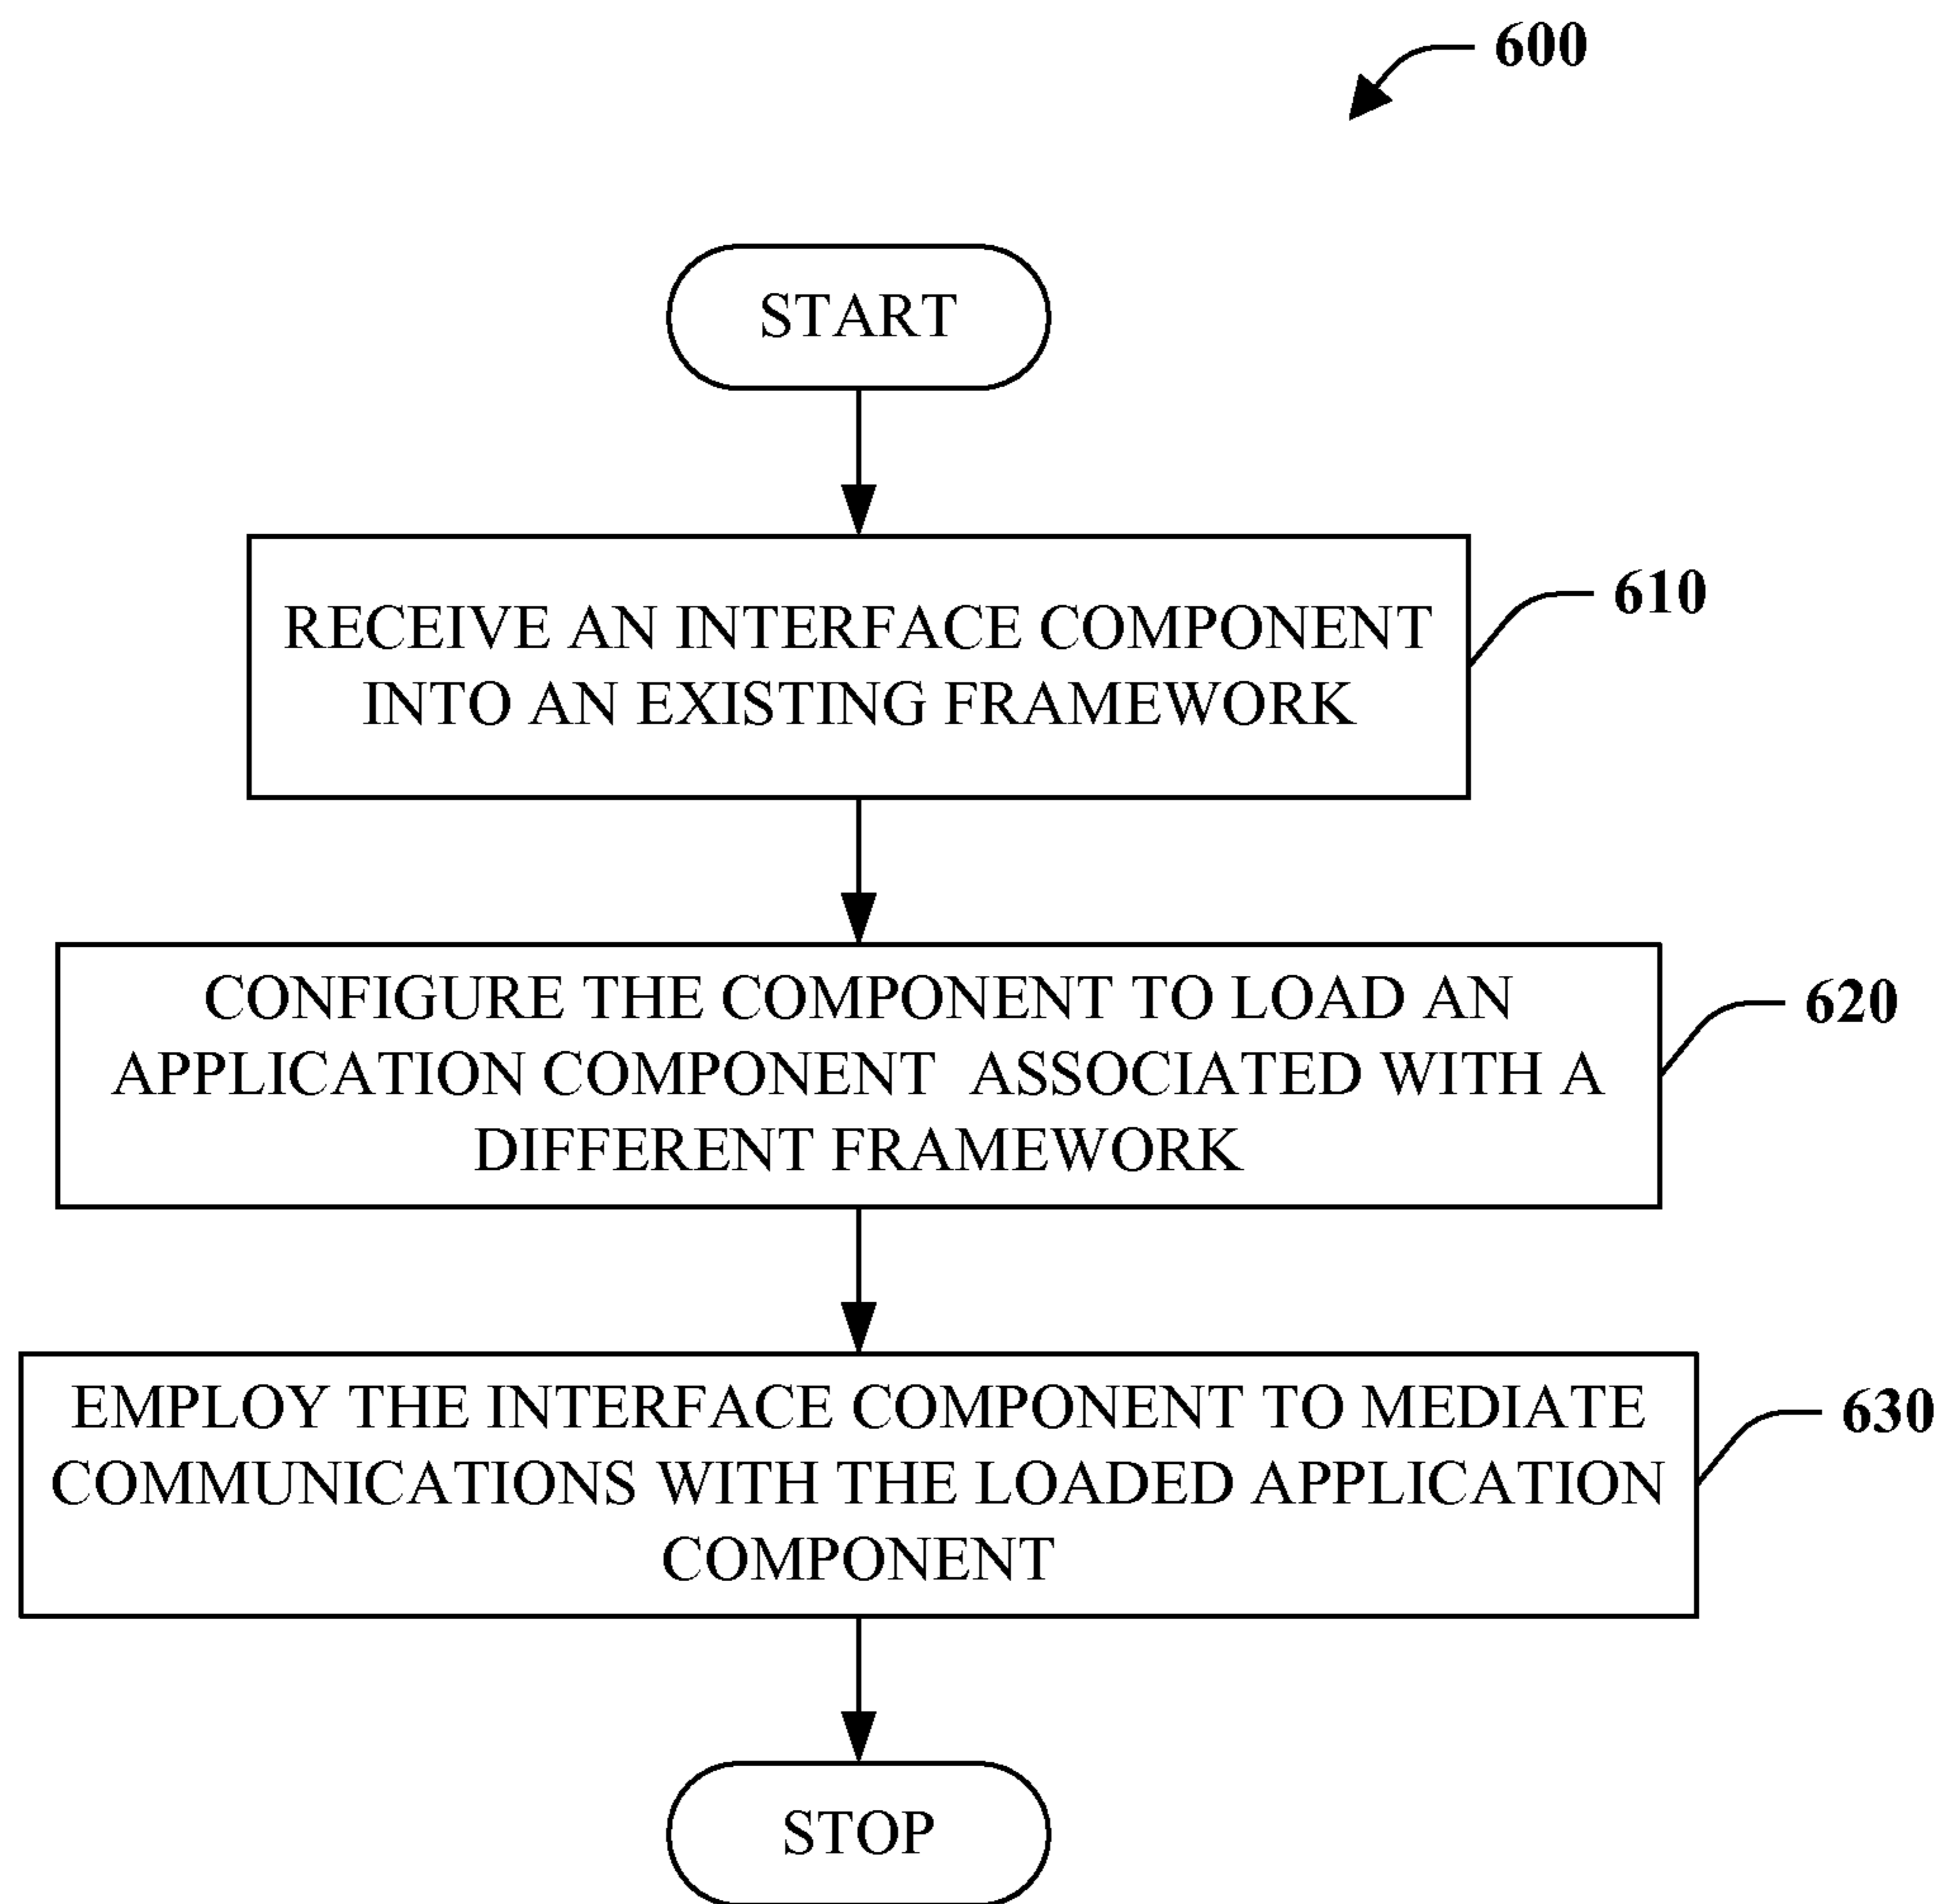 600
START
RECEIVE AN INTERFACE COMPONENT
INTO AN EXISTING FRAMEWORK
610
CONFIGURE THE COMPONENT TO LOAD AN
APPLICATION COMPONENT ASSOCIATED WITH A
DIFFERENT FRAMEWORK
620
EMPLOY THE INTERFACE COMPONENT TO MEDIATE
COMMUNICATIONS WITH THE LOADED APPLICATION
COMPONENT
630
STOP